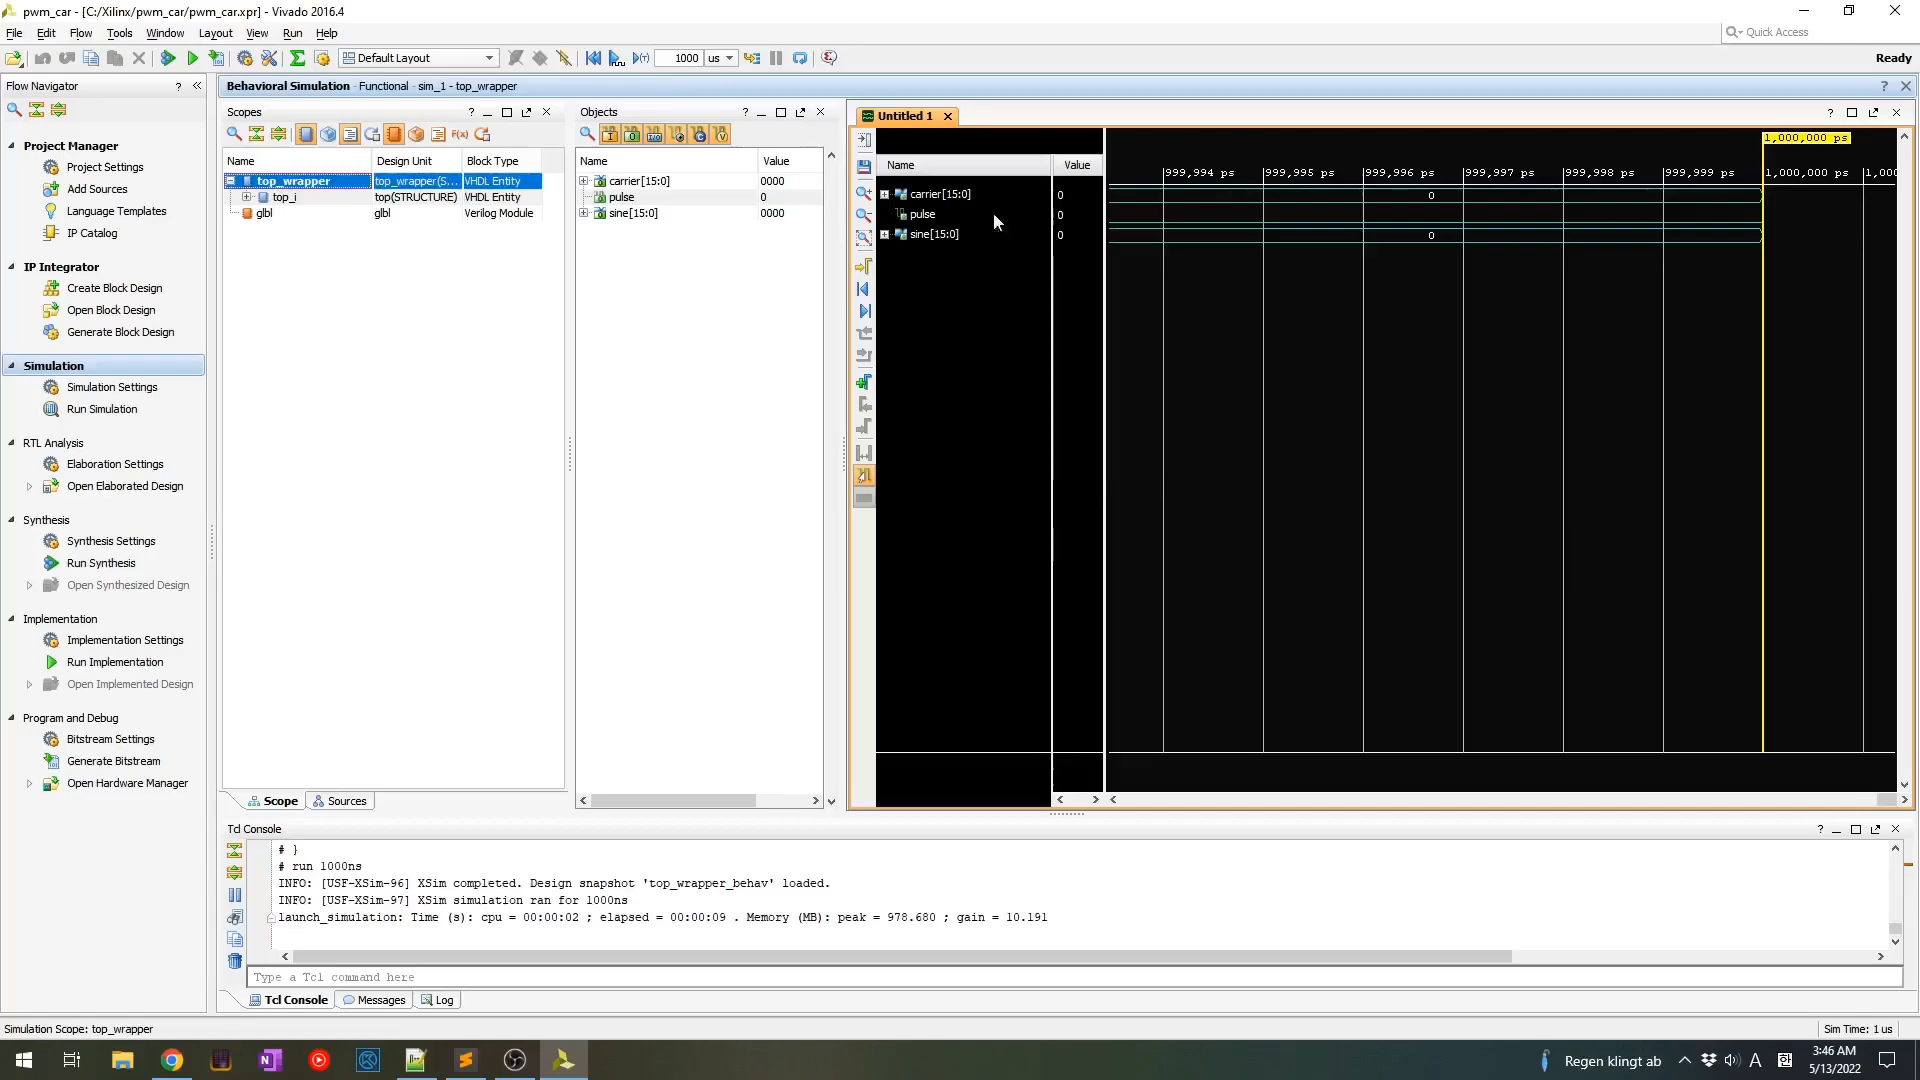 pwm_car - [C:/Xilinx/pwm_car/pwm_car.xpr] - Vivado 2016.4
File Edit Flow Tools Window Layout View Run Help
Quick Access
Default Layout
1000 us
Ready
Flow Navigator ? «
Project Manager
Project Settings
Add Sources
Language Templates
IP Catalog
IP Integrator
Create Block Design
Open Block Design
Generate Block Design
Simulation
Simulation Settings
Run Simulation
RTL Analysis
Elaboration Settings
Open Elaborated Design
Synthesis
Synthesis Settings
Run Synthesis
Open Synthesized Design
Implementation
Implementation Settings
Run Implementation
Open Implemented Design
Program and Debug
Bitstream Settings
Generate Bitstream
Open Hardware Manager
Behavioral Simulation - Functional - sim_1 - top_wrapper
Scopes
Name Design Unit Block Type
top_wrapper top_wrapper(S... VHDL Entity
top_i top(STRUCTURE) VHDL Entity
glbl glbl Verilog Module
Scope Sources
Objects
Name Value
carrier[15:0] 0000
pulse 0
sine[15:0] 0000
Untitled 1
Name Value
carrier[15:0] 0
pulse 0
sine[15:0] 0
1,000,000 ps
999,994 ps 999,995 ps 999,996 ps 999,997 ps 999,998 ps 999,999 ps 1,000,000 ps 1,000
0
0
Tcl Console
# }
# run 1000ns
INFO: [USF-XSim-96] XSim completed. Design snapshot 'top_wrapper_behav' loaded.
INFO: [USF-XSim-97] XSim simulation ran for 1000ns
launch_simulation: Time (s): cpu = 00:00:02 ; elapsed = 00:00:09 . Memory (MB): peak = 978.680 ; gain = 10.191
Type a Tcl command here
Tcl Console Messages Log
Simulation Scope: top_wrapper
Sim Time: 1 us
Regen klingt ab
A
한
3:46 AM
5/13/2022